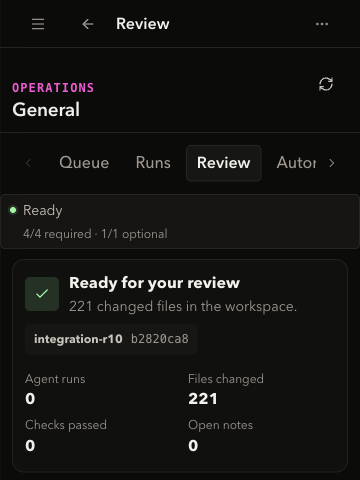 Review
OPERATIONS
General
Queue Runs Review Autor
Ready
4/4 required · 1/1 optional
Ready for your review
221 changed files in the workspace.
integration-r10 b2820ca8
Agent runs Files changed
0 221
Checks passed Open notes
0 0